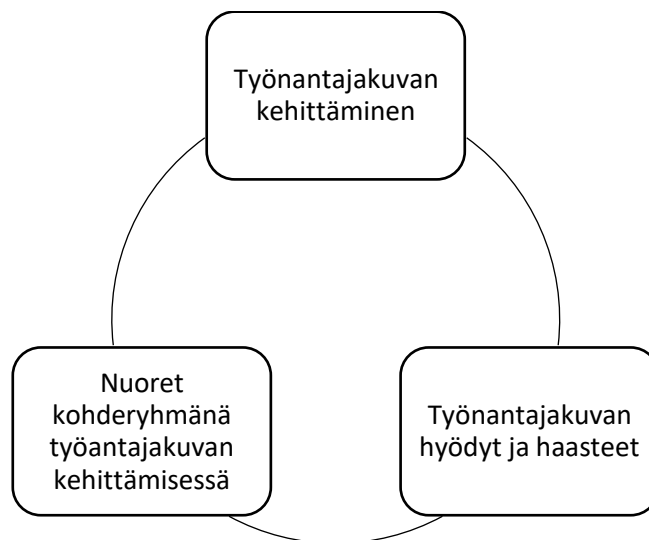 Työnantajakuvan
kehittäminen
Nuoret
kohderyhmänä
työantajakuvan
kehittämisessä
Työnantajakuvan
hyödyt ja haasteet